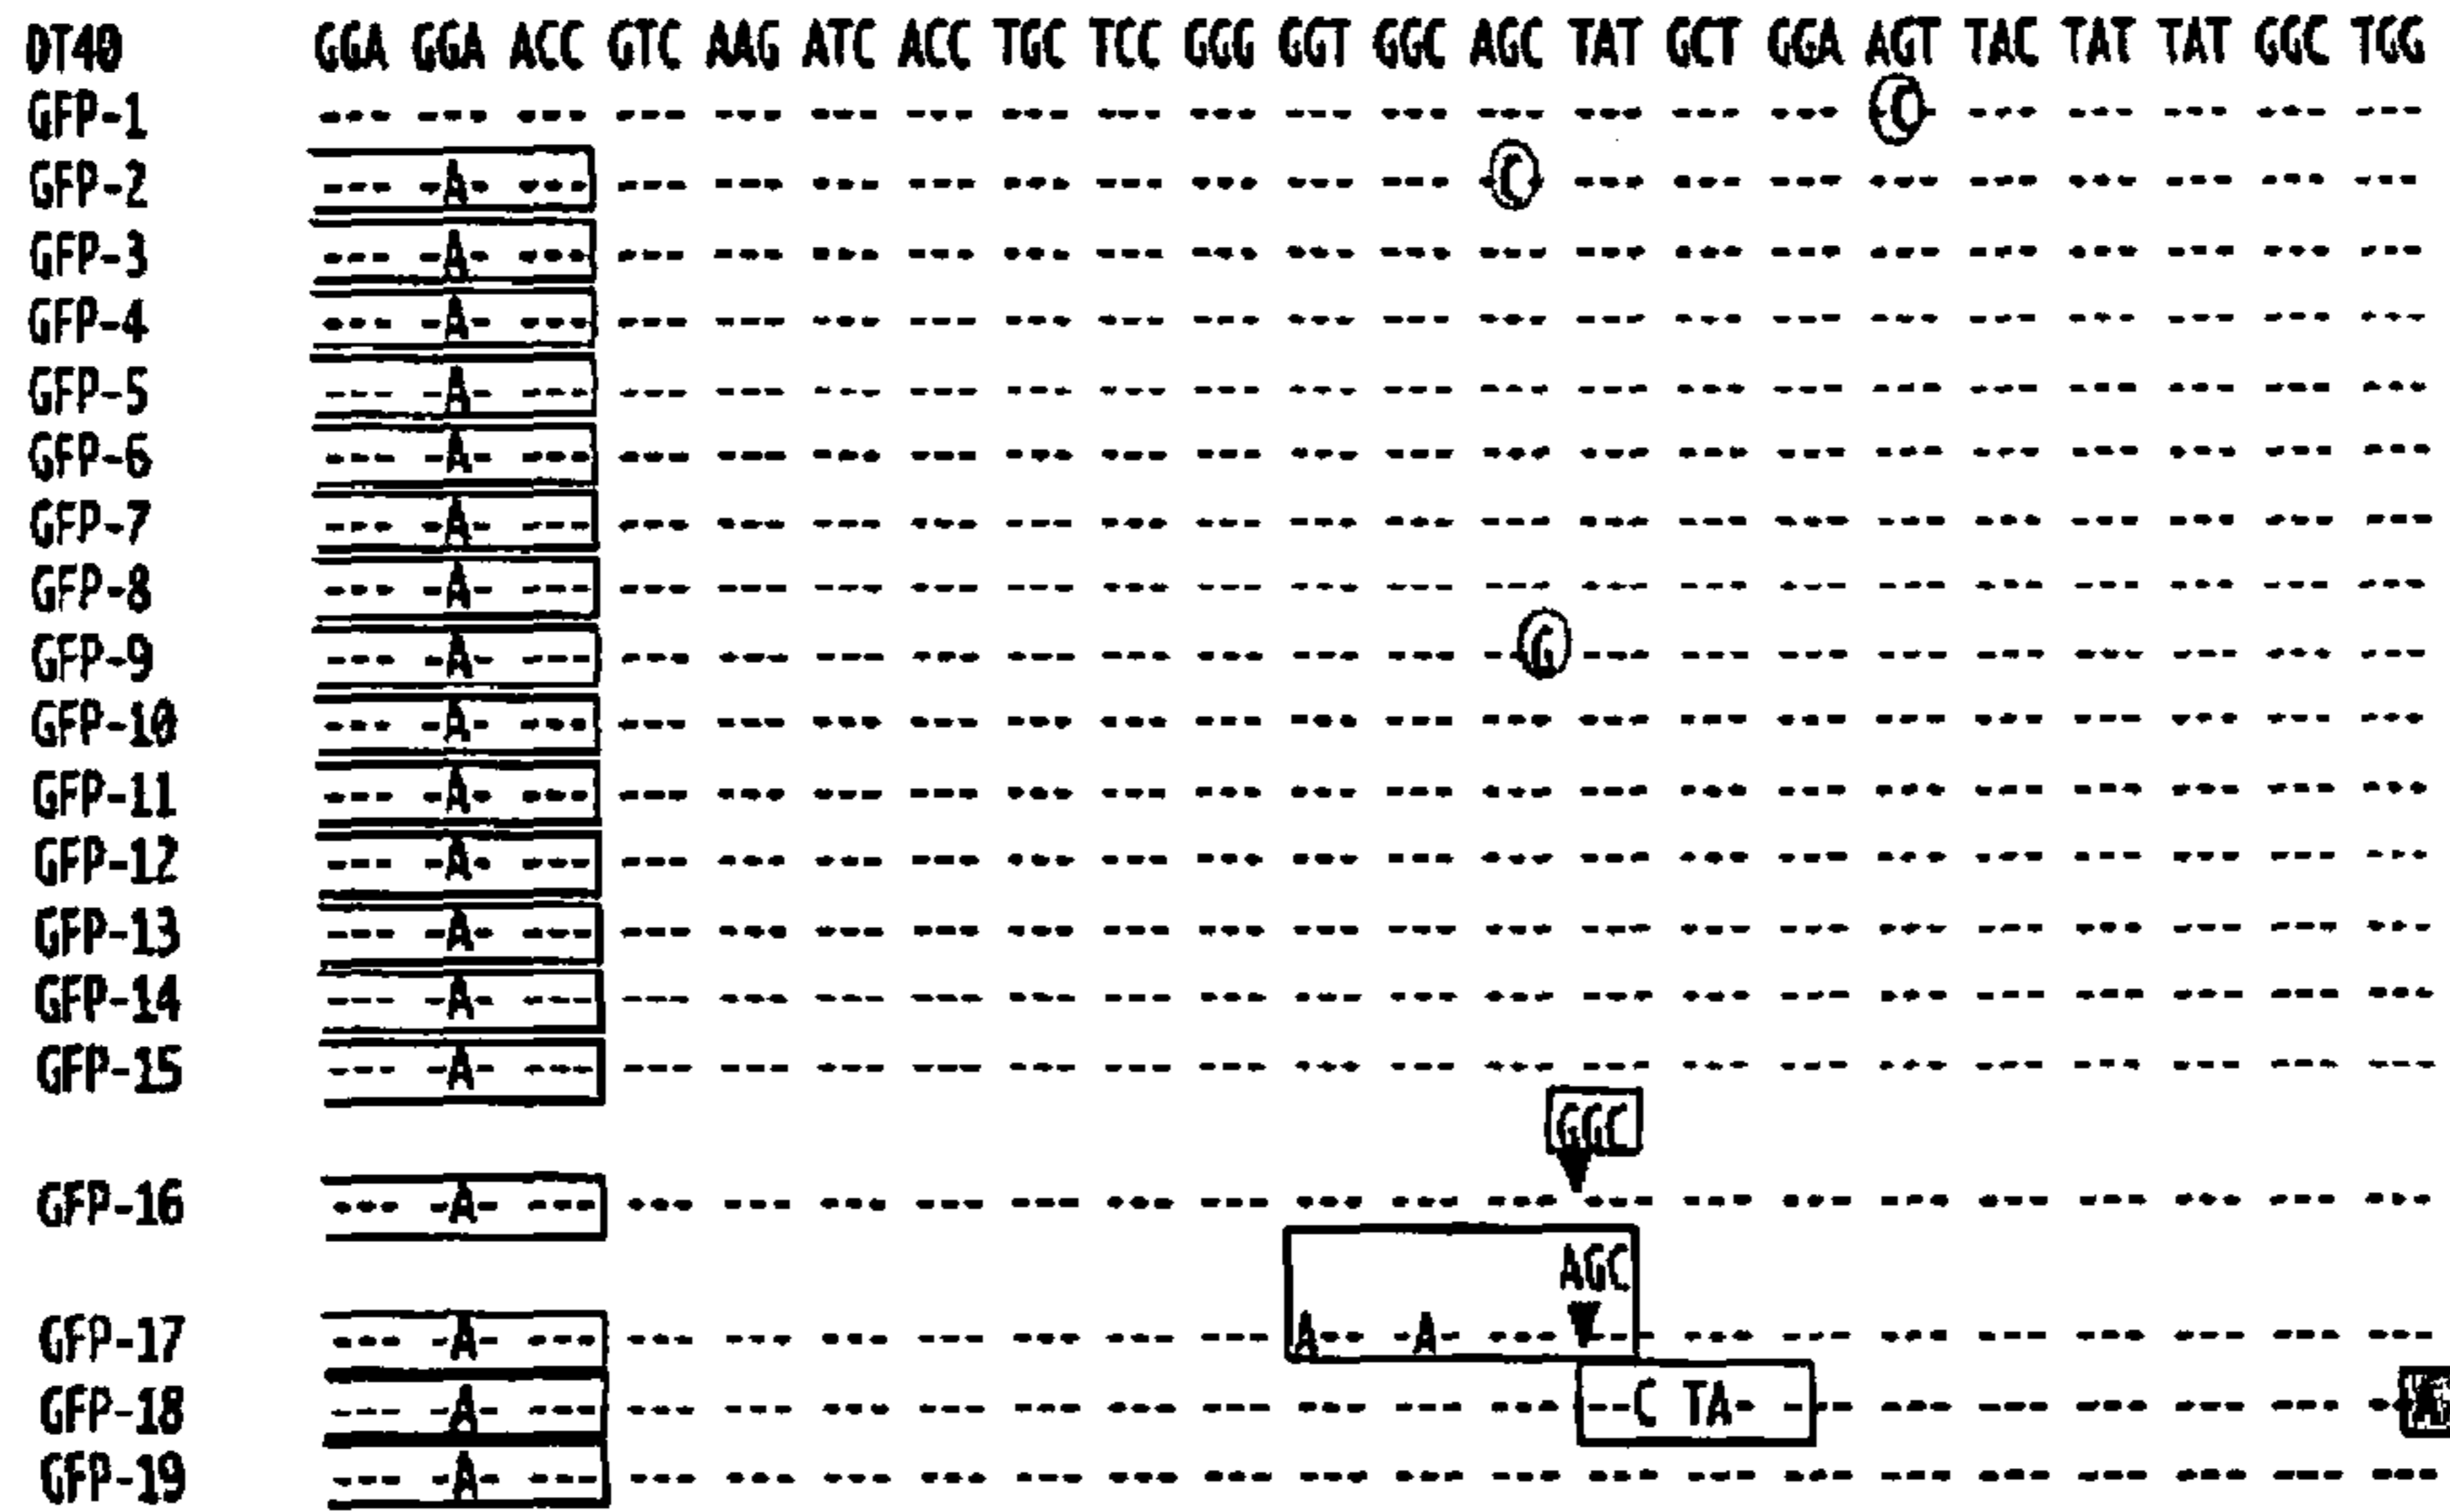 DT40 GGA GGA ACC GTC AAG ATC ACC TGC TCC GGG GGT GGC AGC TAT GCT GGA AGT TAC TAT TAT GGC TGG
GFP-1 --- --- --- --- --- --- --- --- --- --- --- --- --- --- --- --- -C- --- --- --- --- ---
GFP-2 --- -A- --- --- --- --- --- --- --- --- --- --- -C- --- --- --- --- --- --- --- --- ---
GFP-3 --- -A- --- --- --- --- --- --- --- --- --- --- --- --- --- --- --- --- --- --- --- ---
GFP-4 --- -A- --- --- --- --- --- --- --- --- --- --- --- --- --- --- --- --- --- --- --- ---
GFP-5 --- -A- --- --- --- --- --- --- --- --- --- --- --- --- --- --- --- --- --- --- --- ---
GFP-6 --- -A- --- --- --- --- --- --- --- --- --- --- --- --- --- --- --- --- --- --- --- ---
GFP-7 --- -A- --- --- --- --- --- --- --- --- --- --- --- --- --- --- --- --- --- --- --- ---
GFP-8 --- -A- --- --- --- --- --- --- --- --- --- --- --- --- --- --- --- --- --- --- --- ---
GFP-9 --- -A- --- --- --- --- --- --- --- --- --- --- --G --- --- --- --- --- --- --- --- ---
GFP-10 --- -A- --- --- --- --- --- --- --- --- --- --- --- --- --- --- --- --- --- --- --- ---
GFP-11 --- -A- --- --- --- --- --- --- --- --- --- --- --- --- --- --- --- --- --- --- --- ---
GFP-12 --- -A- --- --- --- --- --- --- --- --- --- --- --- --- --- --- --- --- --- --- --- ---
GFP-13 --- -A- --- --- --- --- --- --- --- --- --- --- --- --- --- --- --- --- --- --- --- ---
GFP-14 --- -A- --- --- --- --- --- --- --- --- --- --- --- --- --- --- --- --- --- --- --- ---
GFP-15 --- -A- --- --- --- --- --- --- --- --- --- --- --- --- --- --- --- --- --- --- --- ---
GGC
GFP-16 --- -A- --- --- --- --- --- --- --- --- --- --- --- --- --- --- --- --- --- --- --- ---
AGC
GFP-17 --- -A- --- --- --- --- --- --- --- --- A-- -A- --- --- --- --- --- --- --- --- --- ---
GFP-18 --- -A- --- --- --- --- --- --- --- --- --- --- --- --C TA- --- --- --- --- --- ---
GFP-19 --- -A- --- --- --- --- --- --- --- --- --- --- --- --- --- --- --- --- --- --- --- ---